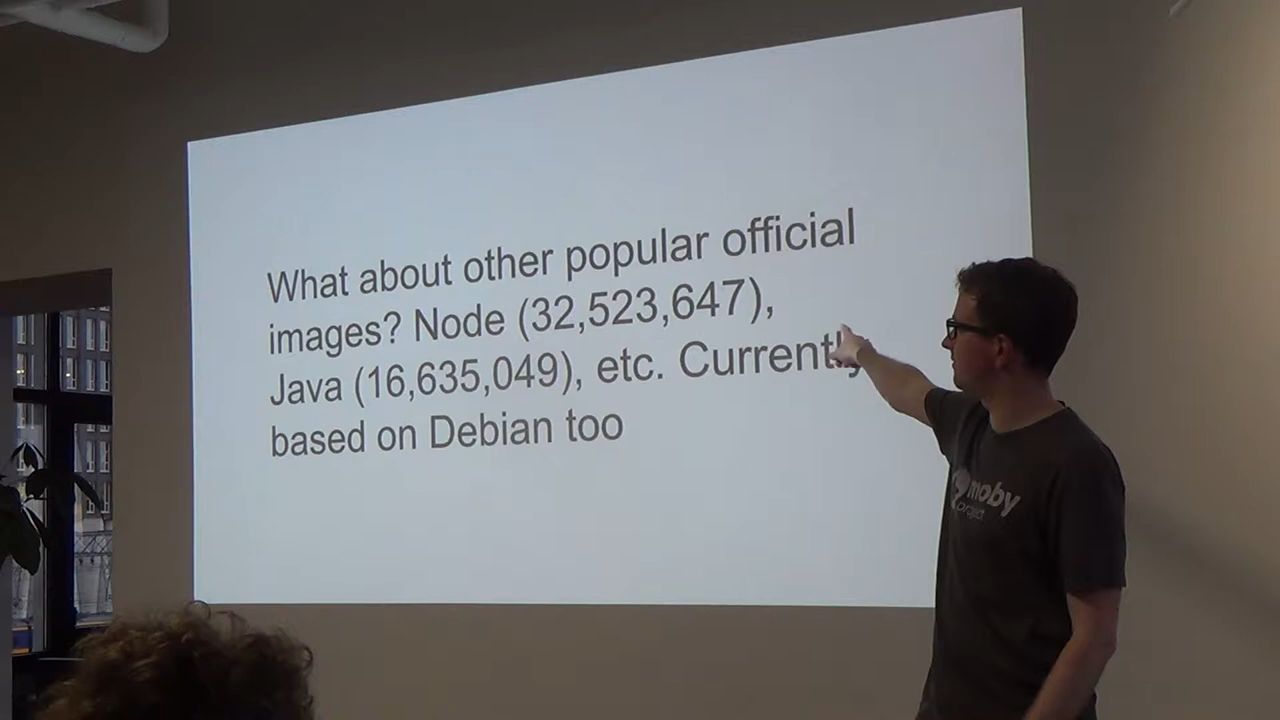 What about other popular official
images? Node (32,523,647),
Java (16,635,049), etc. Currently
based on Debian too
moby
project